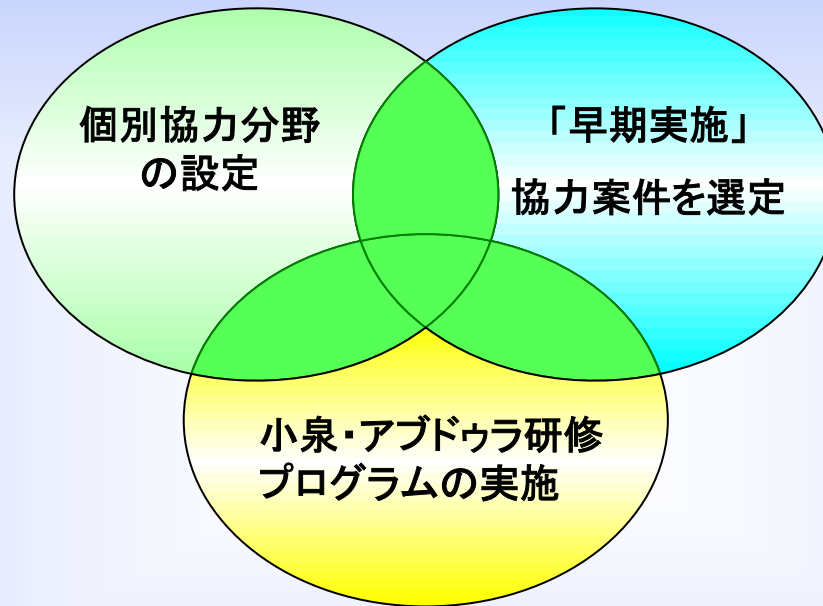 個別協力分野
の設定
「早期実施」
協力案件を選定
小泉・アブドゥラ研修
プログラムの実施